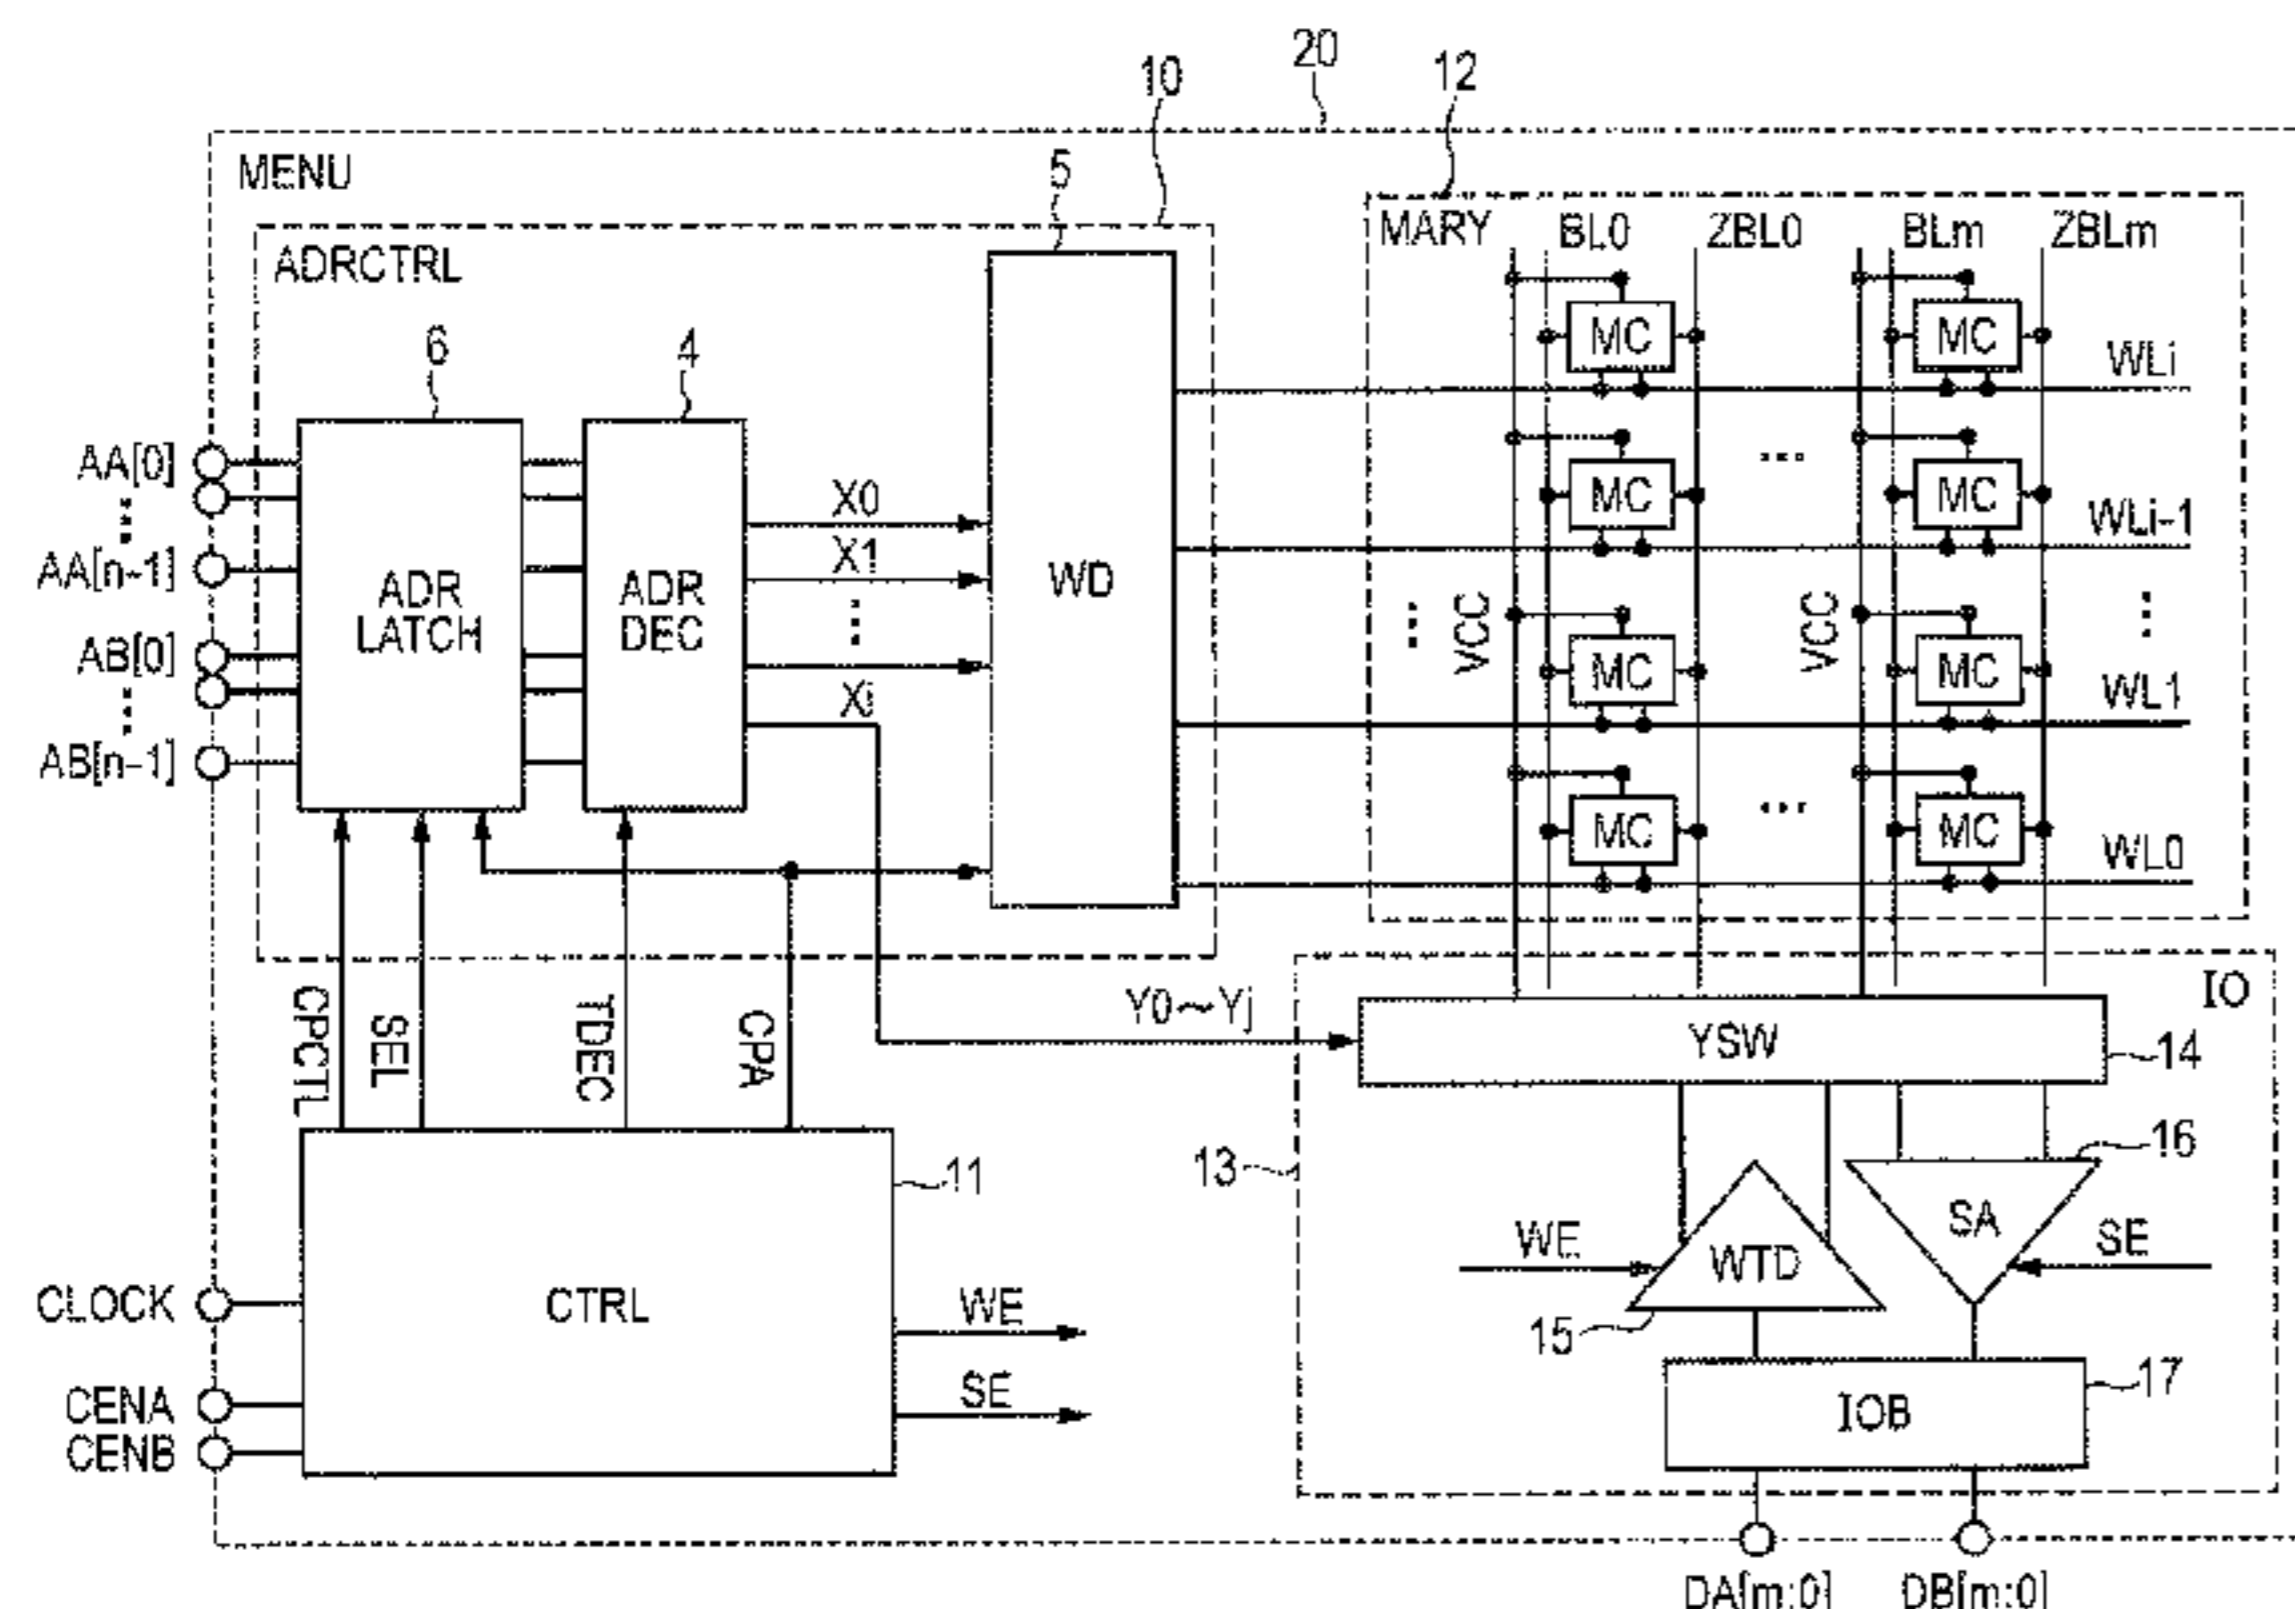 20
10
12
MENU
5
MARY
BL0
ZBL0
BLm
ZBLm
ADRCTRL
6
4
MC
MC
WLi
AA[0]
X0
MC
...
MC
WLi-1
AA[n-1]
X1
ADR
LATCH
ADR
DEC
WD
VCC
VCC
AB[0]
MC
MC
WL1
Xi
AB[n-1]
MC
...
MC
WL0
CPCTL
SEL
TDEC
CPA
Y0~Yj
IO
YSW
14
11
13
16
WE
WTD
SA
SE
CLOCK
CTRL
WE
15
SE
17
CENA
IOB
CENB
DA[m:0]
DB[m:0]